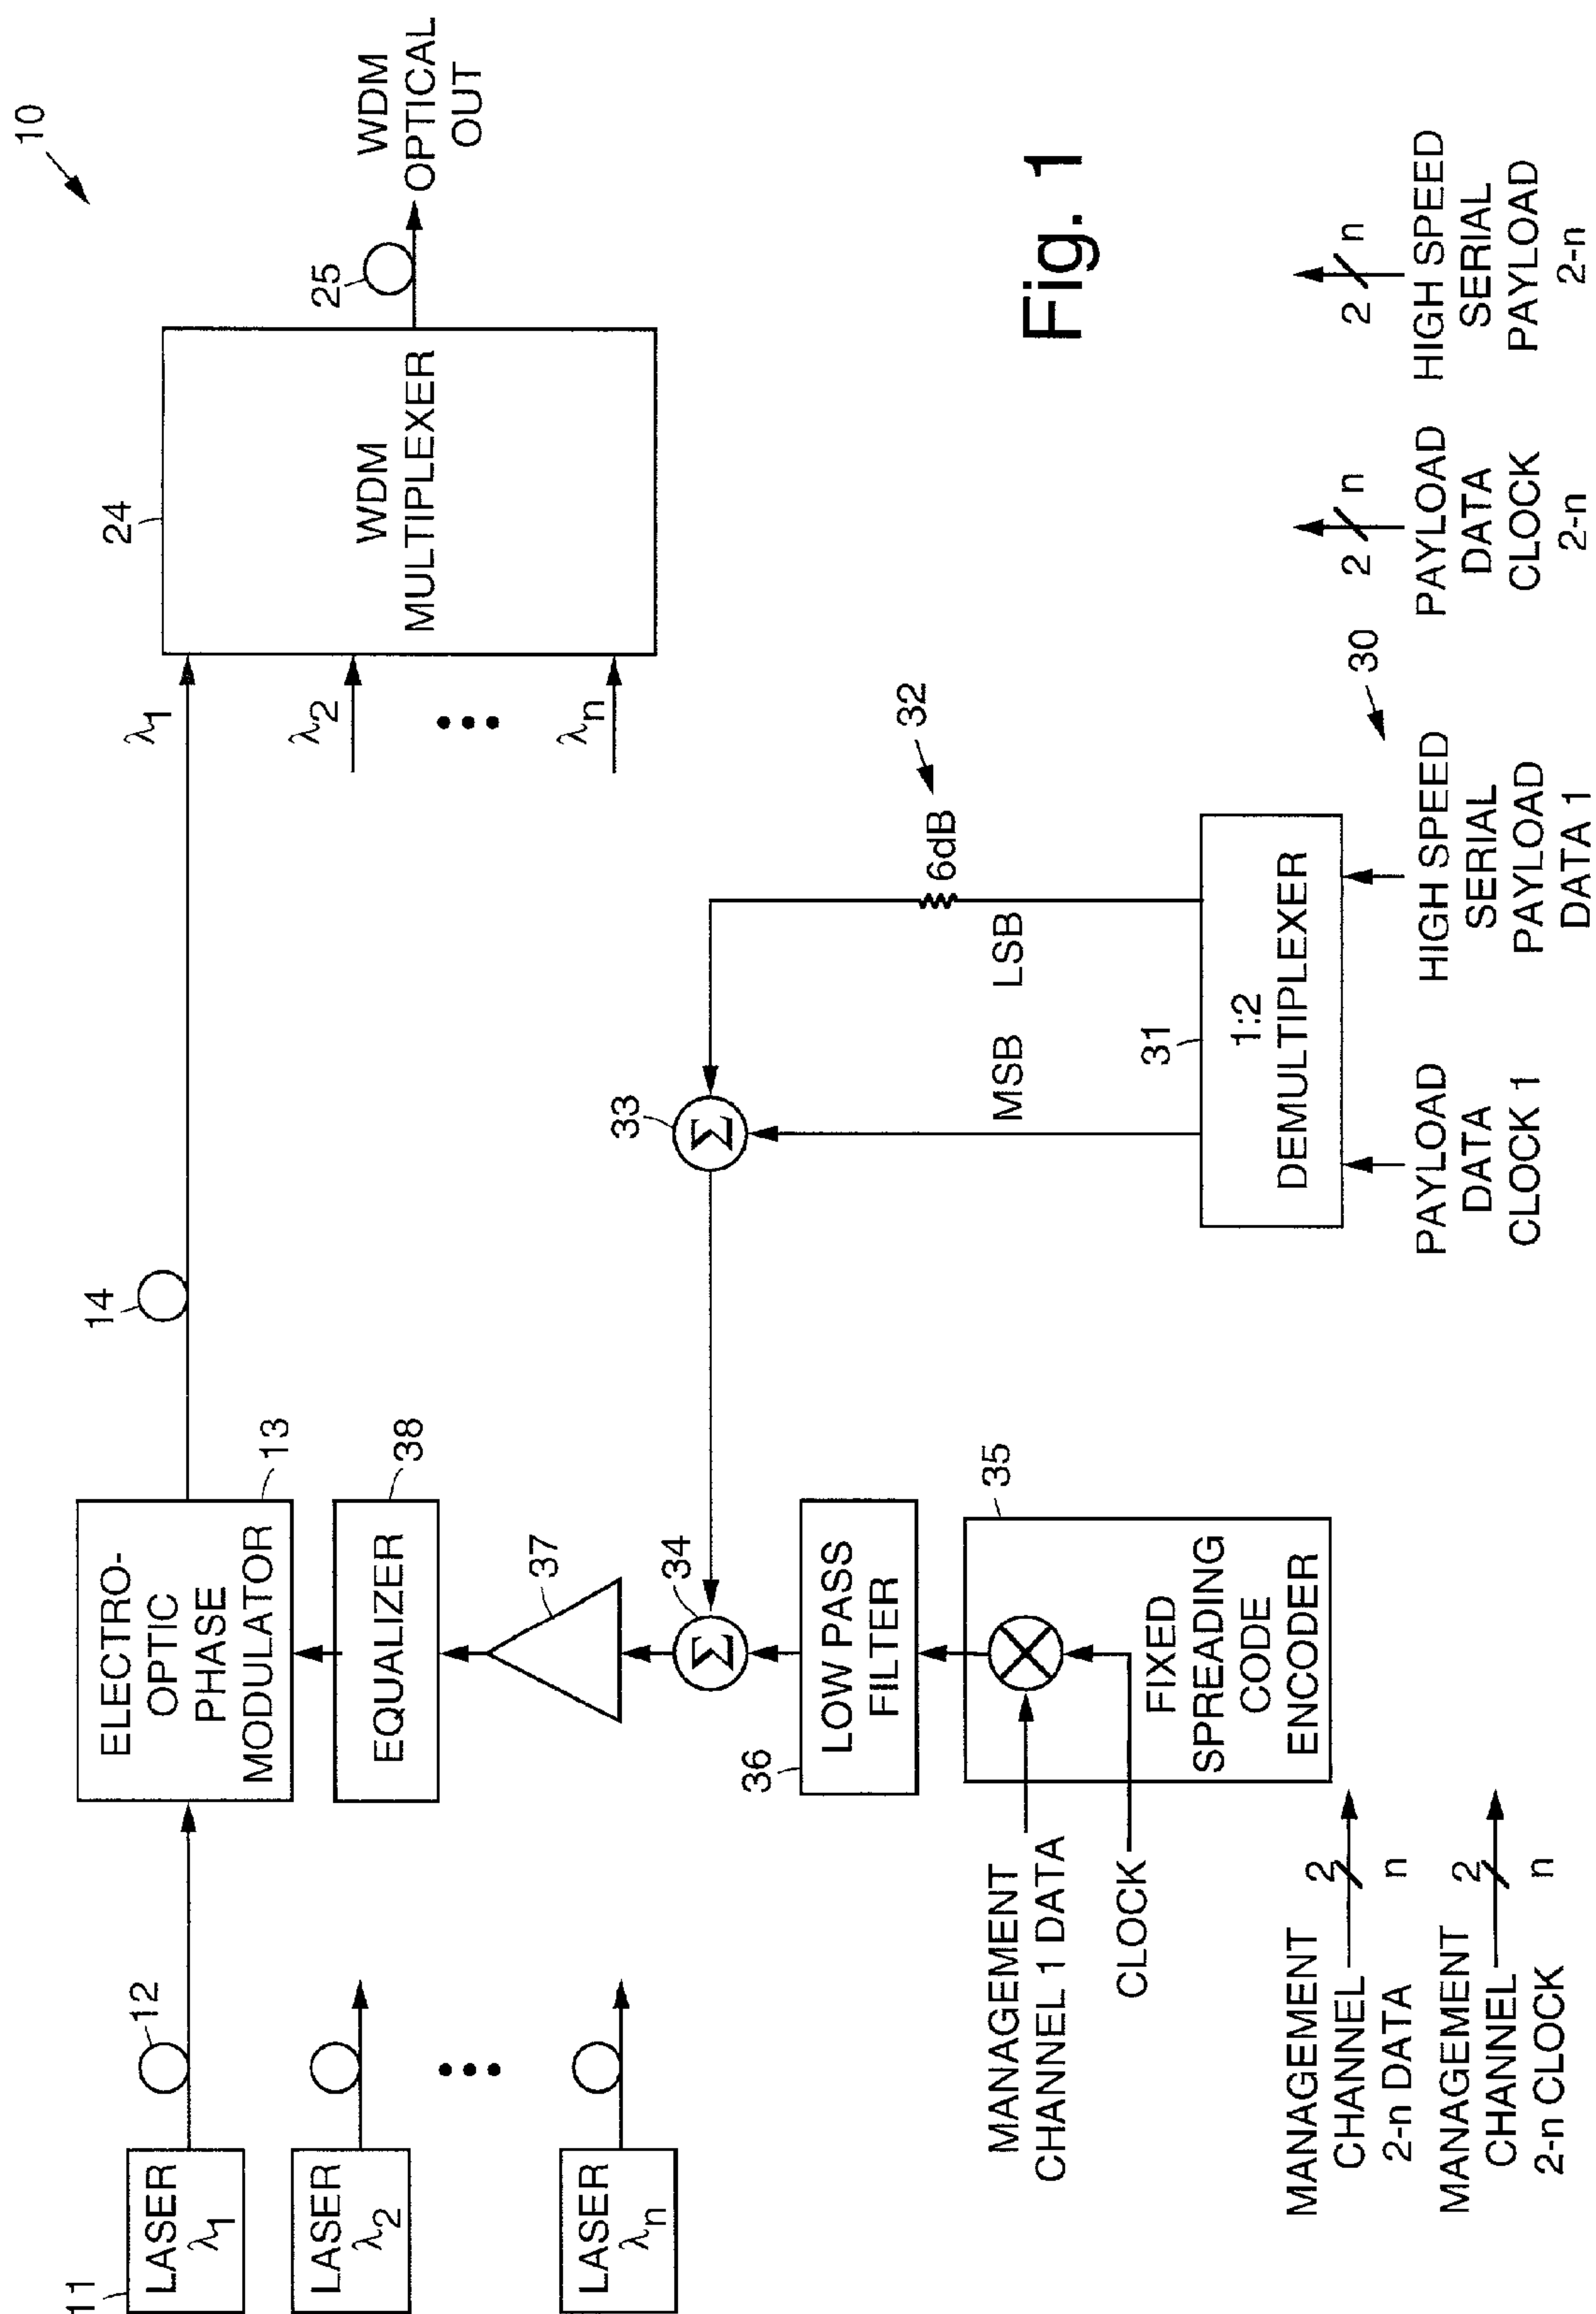 10
11
LASER
λ1
12
ELECTRO-
OPTIC
PHASE
MODULATOR
13
14
λ1
24
WDM
MULTIPLEXER
25
WDM
OPTICAL
OUT
LASER
λ2
λ2
LASER
λn
λn
EQUALIZER
38
37
Σ
34
Σ
33
MSB
LSB
6dB
32
LOW PASS
FILTER
36
35
FIXED
SPREADING
CODE
ENCODER
MANAGEMENT
CHANNEL 1 DATA
CLOCK
31
1:2
DEMULTIPLEXER
30
PAYLOAD
DATA
CLOCK 1
HIGH SPEED
SERIAL
PAYLOAD
DATA 1
2
n
PAYLOAD
DATA
CLOCK
2-n
2
n
HIGH SPEED
SERIAL
PAYLOAD
2-n
MANAGEMENT
CHANNEL
2-n DATA
2
n
MANAGEMENT
CHANNEL
2-n CLOCK
2
n
Fig. 1